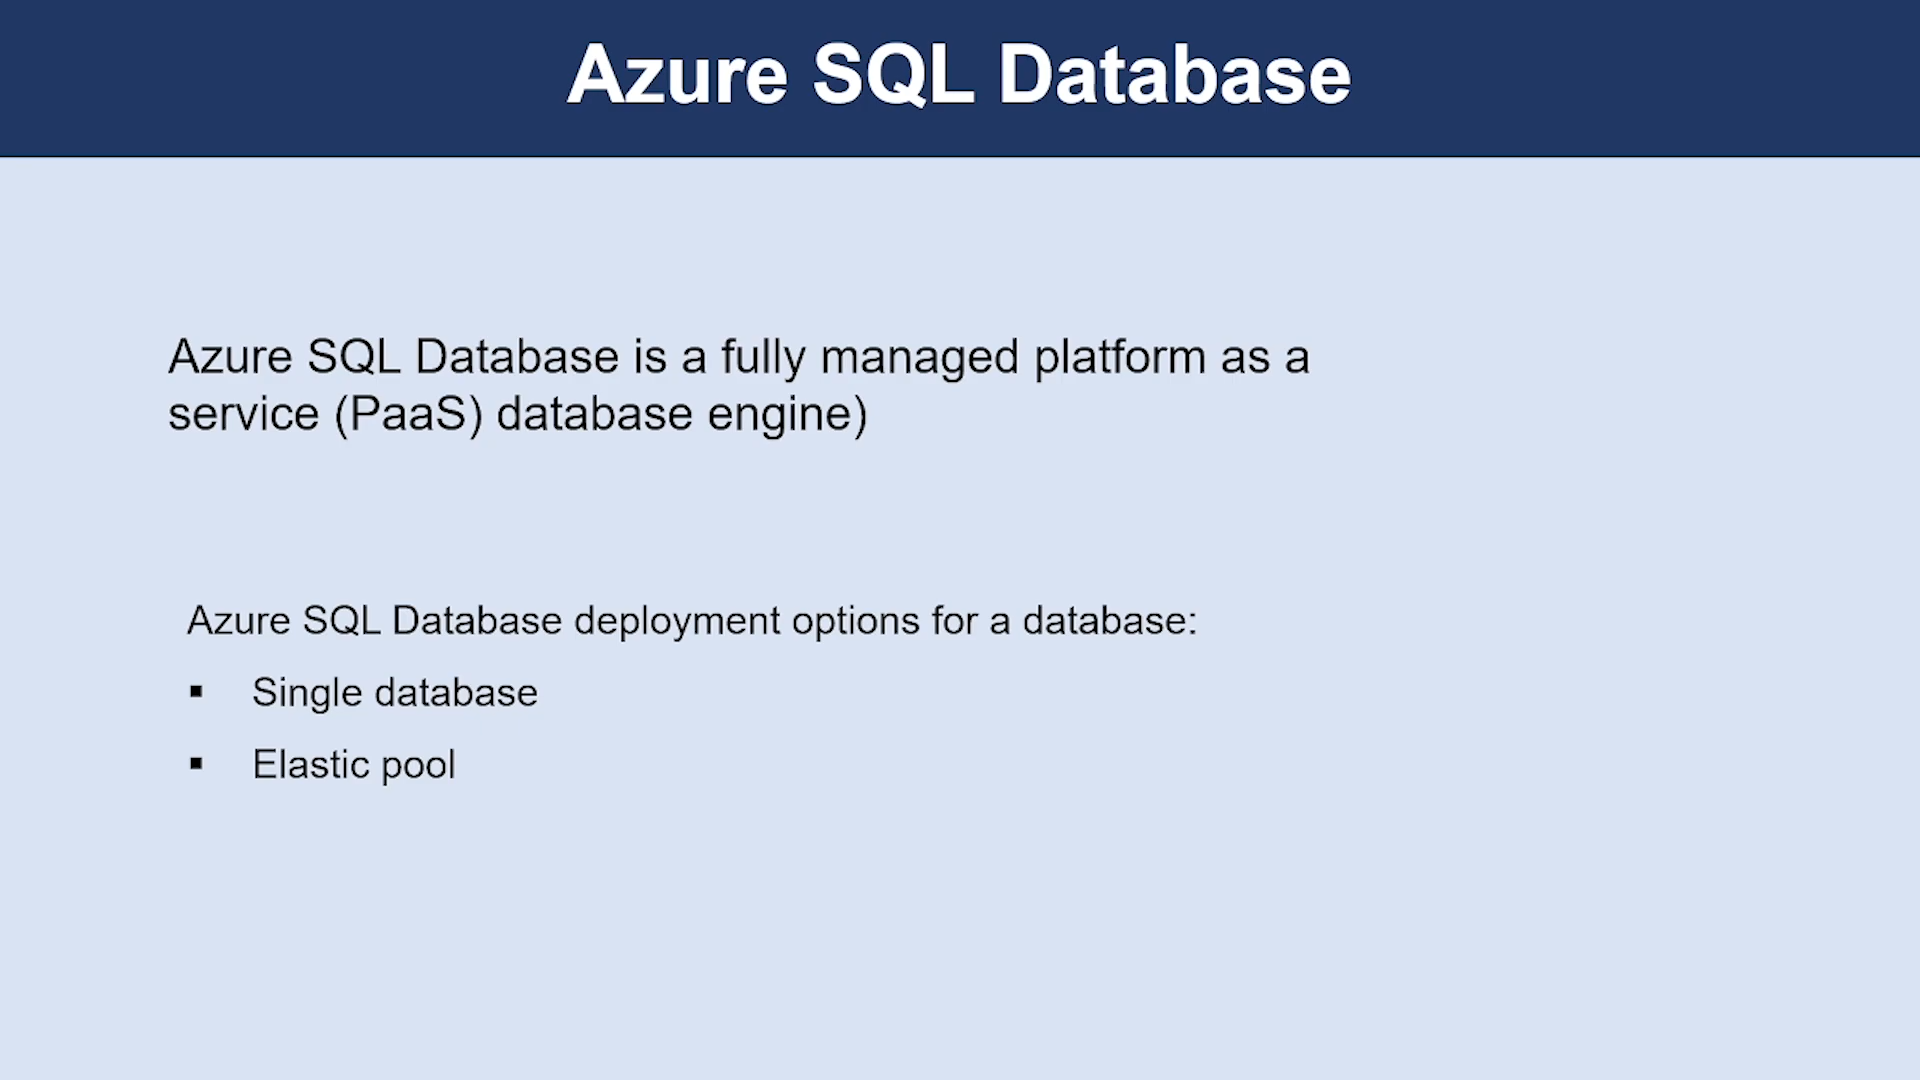 Azure SQL Database
Azure SQL Database is a fully managed platform as a
service (PaaS) database engine)
Azure SQL Database deployment options for a database:
▪ Single database
▪ Elastic pool